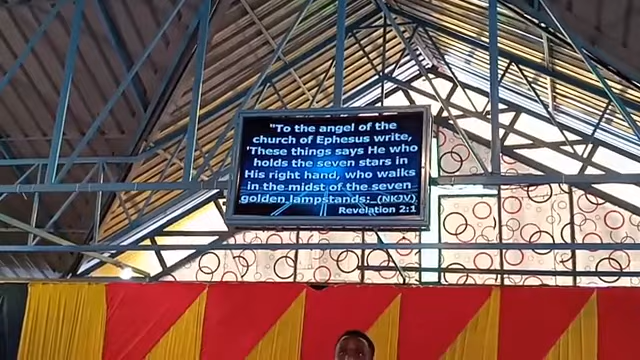 "To the angel of the
church of Ephesus write,
'These things says He who
holds the seven stars in
His right hand, who walks
in the midst of the seven
golden lampstands: (NKJV)
Revelation 2:1